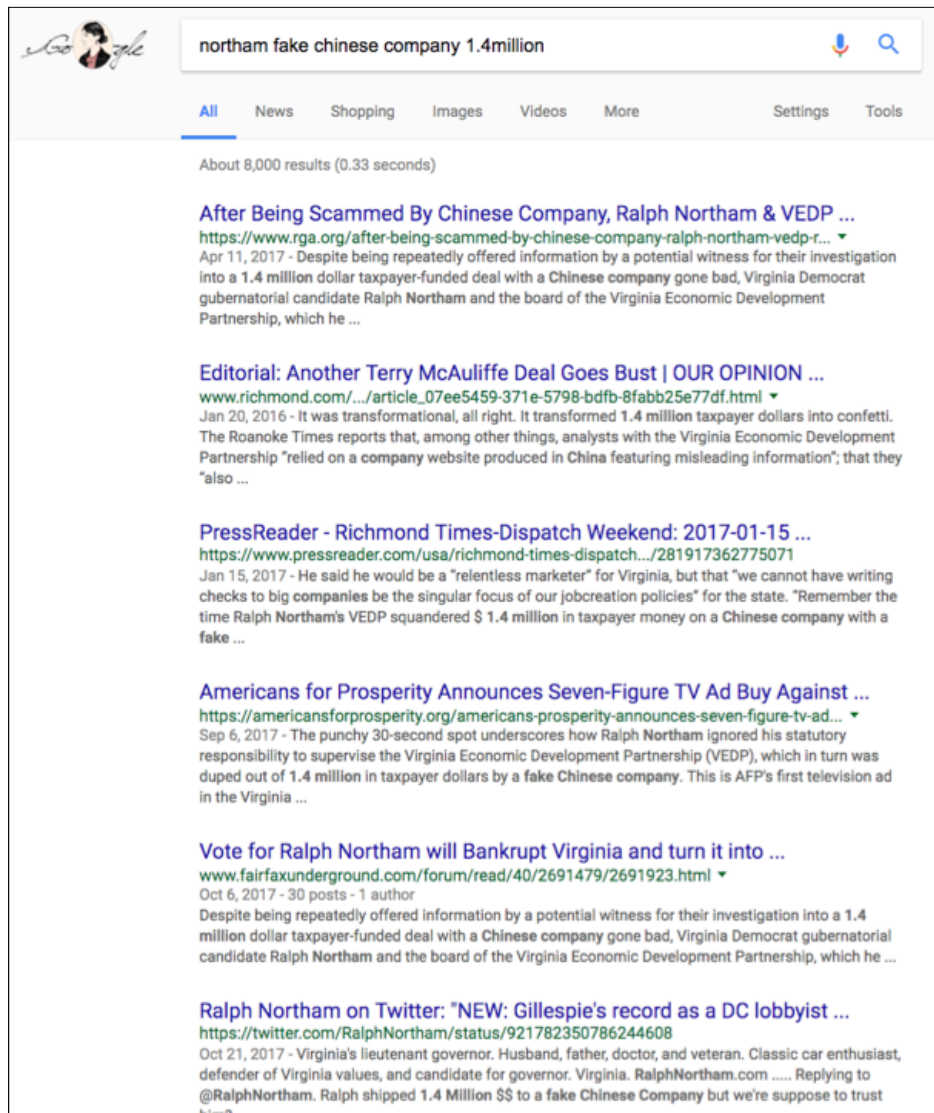 Google
northam fake chinese company 1.4million
All News Shopping Images Videos More Settings Tools
About 8,000 results (0.33 seconds)
After Being Scammed By Chinese Company, Ralph Northam & VEDP ...
https://www.rga.org/after-being-scammed-by-chinese-company-ralph-northam-vedp-r...
Apr 11, 2017 - Despite being repeatedly offered information by a potential witness for their investigation
into a 1.4 million dollar taxpayer-funded deal with a Chinese company gone bad, Virginia Democrat
gubernatorial candidate Ralph Northam and the board of the Virginia Economic Development
Partnership, which he ...
Editorial: Another Terry McAuliffe Deal Goes Bust | OUR OPINION ...
www.richmond.com/.../article_07ee5459-371e-5798-bdfb-8fabb25e77df.html
Jan 20, 2016 - It was transformational, all right. It transformed 1.4 million taxpayer dollars into confetti.
The Roanoke Times reports that, among other things, analysts with the Virginia Economic Development
Partnership “relied on a company website produced in China featuring misleading information”; that they
“also ...
PressReader - Richmond Times-Dispatch Weekend: 2017-01-15 ...
https://www.pressreader.com/usa/richmond-times-dispatch.../281917362775071
Jan 15, 2017 - He said he would be a “relentless marketer” for Virginia, but that “we cannot have writing
checks to big companies be the singular focus of our jobcreation policies” for the state. “Remember the
time Ralph Northam's VEDP squandered $ 1.4 million in taxpayer money on a Chinese company with a
fake ...
Americans for Prosperity Announces Seven-Figure TV Ad Buy Against ...
https://americansforprosperity.org/americans-prosperity-announces-seven-figure-tv-ad...
Sep 6, 2017 - The punchy 30-second spot underscores how Ralph Northam ignored his statutory
responsibility to supervise the Virginia Economic Development Partnership (VEDP), which in turn was
duped out of 1.4 million in taxpayer dollars by a fake Chinese company. This is AFP's first television ad
in the Virginia ...
Vote for Ralph Northam will Bankrupt Virginia and turn it into ...
www.fairfaxunderground.com/forum/read/40/2691479/2691923.html
Oct 6, 2017 - 30 posts - 1 author
Despite being repeatedly offered information by a potential witness for their investigation into a 1.4
million dollar taxpayer-funded deal with a Chinese company gone bad, Virginia Democrat gubernatorial
candidate Ralph Northam and the board of the Virginia Economic Development Partnership, which he ...
Ralph Northam on Twitter: "NEW: Gillespie's record as a DC lobbyist ...
https://twitter.com/RalphNortham/status/921782350786244608
Oct 21, 2017 - Virginia's lieutenant governor. Husband, father, doctor, and veteran. Classic car enthusiast,
defender of Virginia values, and candidate for governor. Virginia. RalphNortham.com ..... Replying to
@RalphNortham. Ralph shipped 1.4 Million $$ to a fake Chinese Company but we're suppose to trust